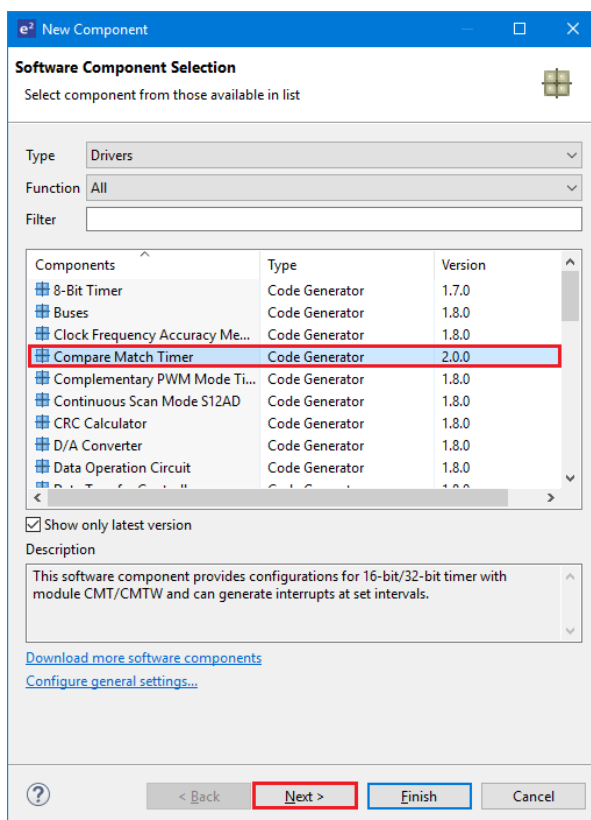 e² New Component
Software Component Selection
Select component from those available in list
Type Drivers
Function All
Filter
Components Type Version
8-Bit Timer Code Generator 1.7.0
Buses Code Generator 1.8.0
Clock Frequency Accuracy Me... Code Generator 1.8.0
Compare Match Timer Code Generator 2.0.0
Complementary PWM Mode Ti... Code Generator 1.8.0
Continuous Scan Mode S12AD Code Generator 1.8.0
CRC Calculator Code Generator 1.8.0
D/A Converter Code Generator 1.8.0
Data Operation Circuit Code Generator 1.8.0
Show only latest version
Description
This software component provides configurations for 16-bit/32-bit timer with
module CMT/CMTW and can generate interrupts at set intervals.
Download more software components
Configure general settings...
? < Back Next > Finish Cancel